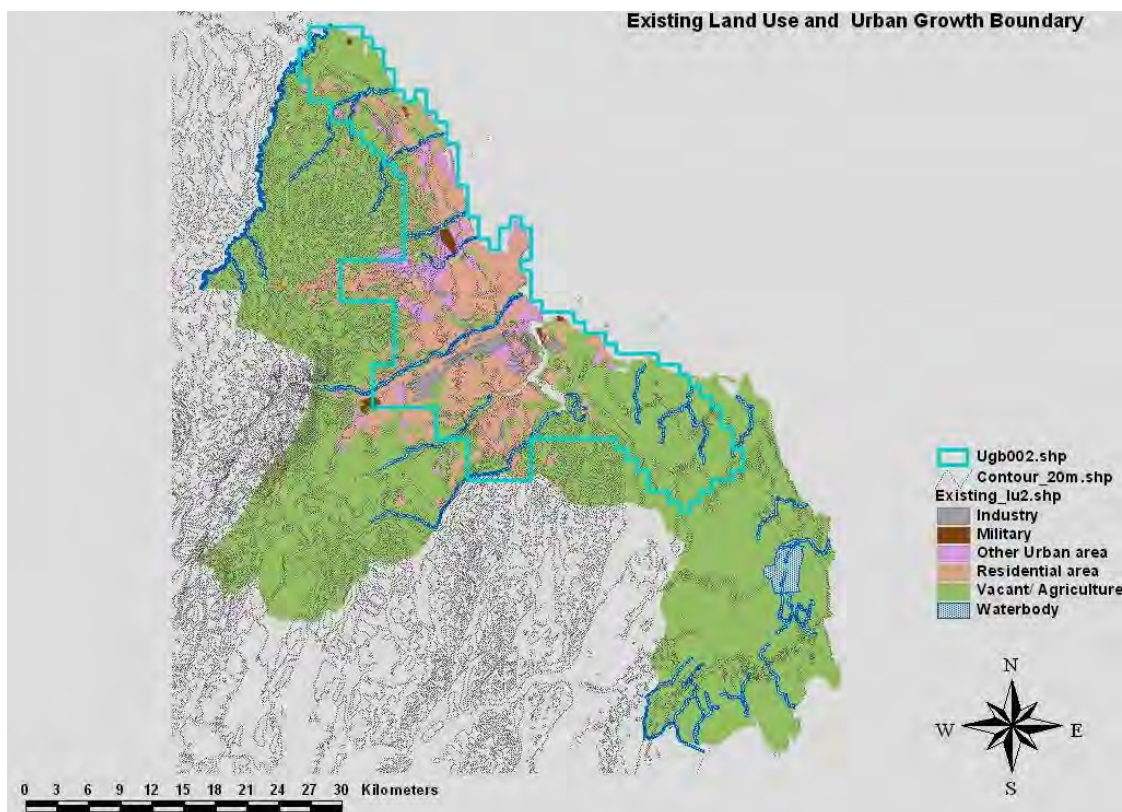 Existing Land Use and Urban Growth Boundary
Ugb002.shp
Contour_20m.shp
Existing_lu2.shp
Industry
Military
Other Urban area
Residential area
Vacant/ Agriculture
Waterbody
N
W E
S
0 3 6 9 12 15 18 21 24 27 30 Kilometers